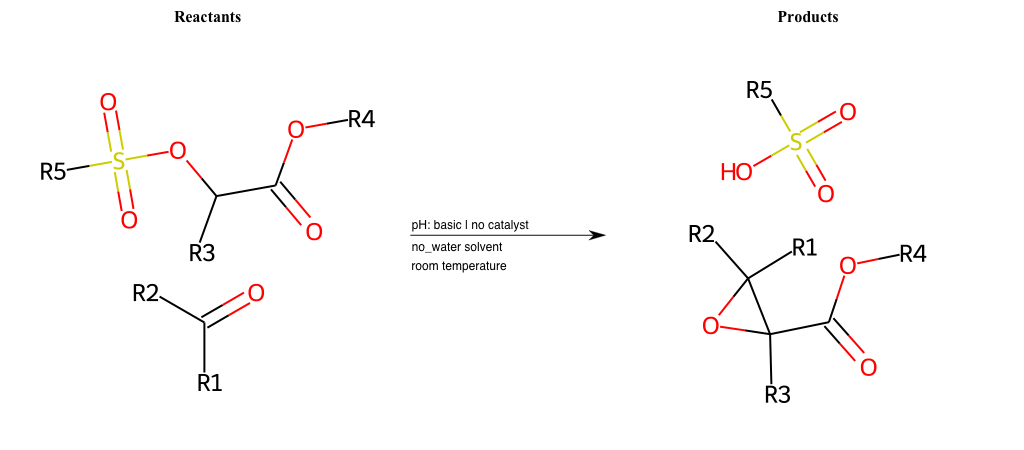 Reactants
Products
O
R5
S
O
O
O
R4
O
R3
R2
O
R1
pH: basic | no catalyst
no_water solvent
room temperature
R5
O
S
HO
O
R2
R1
O
R4
O
O
R3